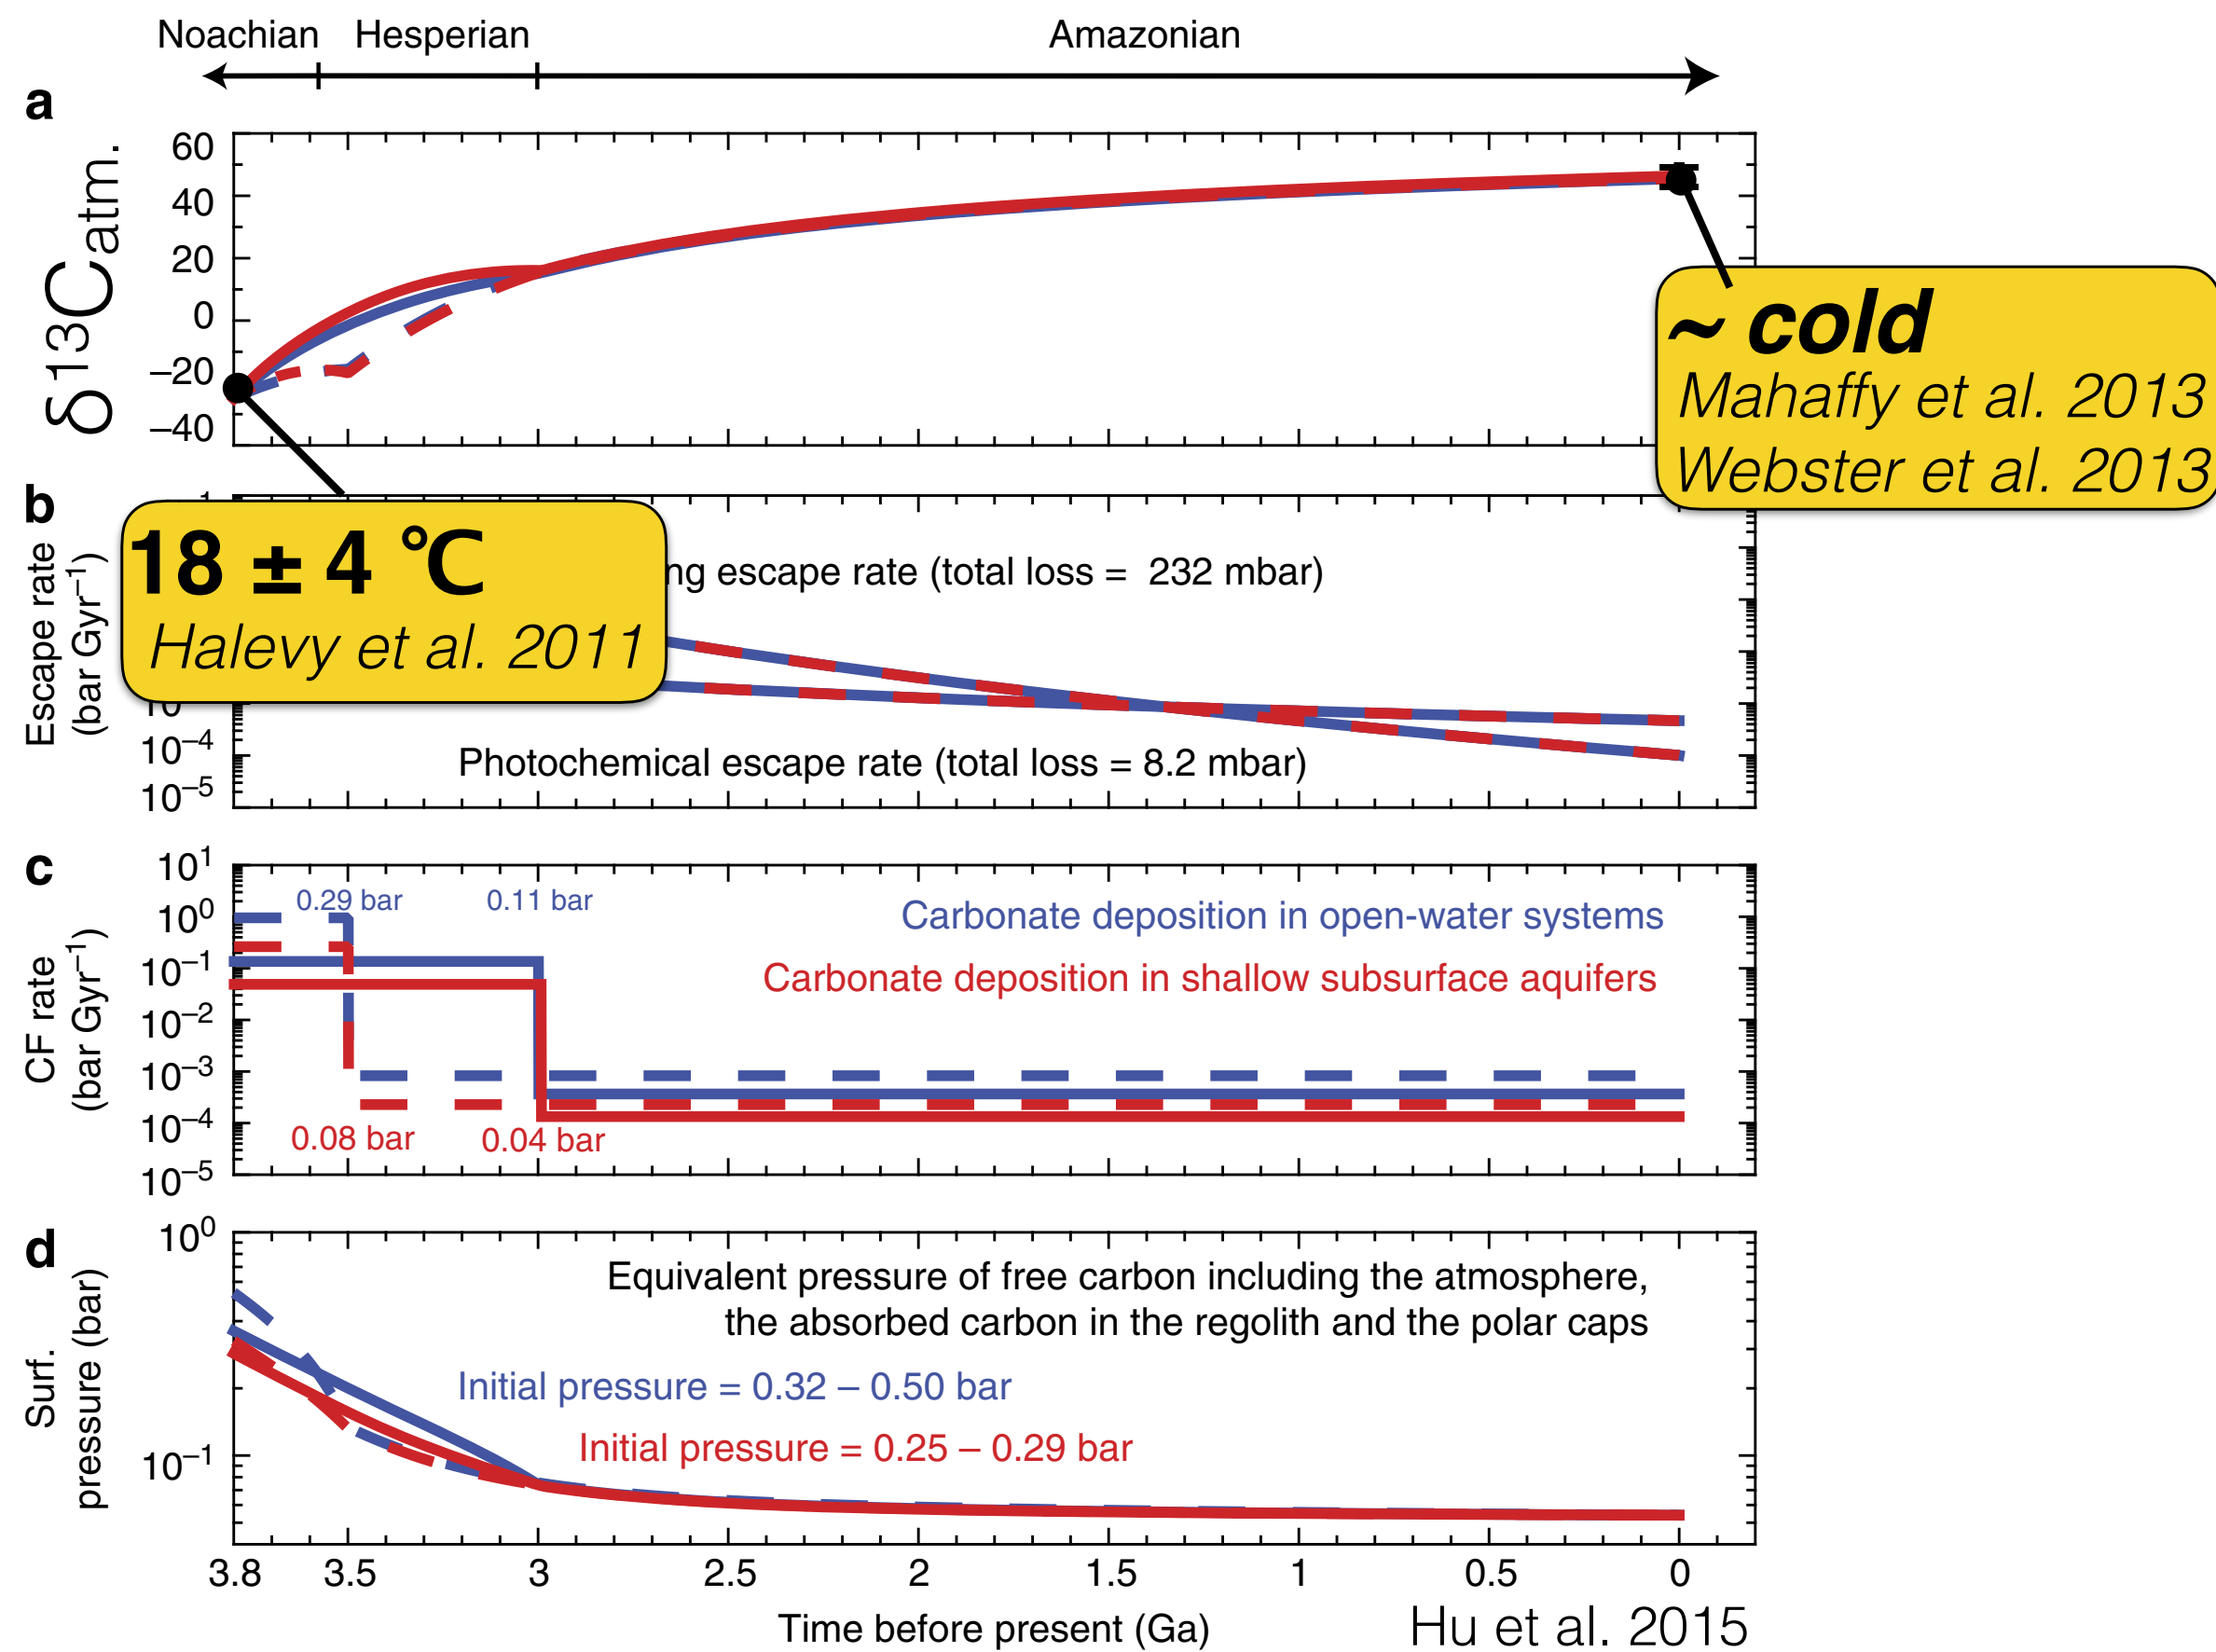 Noachian Hesperian Amazonian
a
60
40
20
0
–20
–40
δ13Catm.
~ cold
Mahaffy et al. 2013
Webster et al. 2013
b
18 ± 4 ℃
Halevy et al. 2011
ng escape rate (total loss = 232 mbar)
Photochemical escape rate (total loss = 8.2 mbar)
10–4
10–5
Escape rate
(bar Gyr–1)
c
101
100
10–1
10–2
10–3
10–4
10–5
CF rate
(bar Gyr–1)
0.29 bar 0.11 bar
Carbonate deposition in open-water systems
Carbonate deposition in shallow subsurface aquifers
0.08 bar 0.04 bar
d
100
10–1
Surf.
pressure (bar)
Equivalent pressure of free carbon including the atmosphere,
the absorbed carbon in the regolith and the polar caps
Initial pressure = 0.32 – 0.50 bar
Initial pressure = 0.25 – 0.29 bar
3.8 3.5 3 2.5 2 1.5 1 0.5 0
Time before present (Ga)
Hu et al. 2015